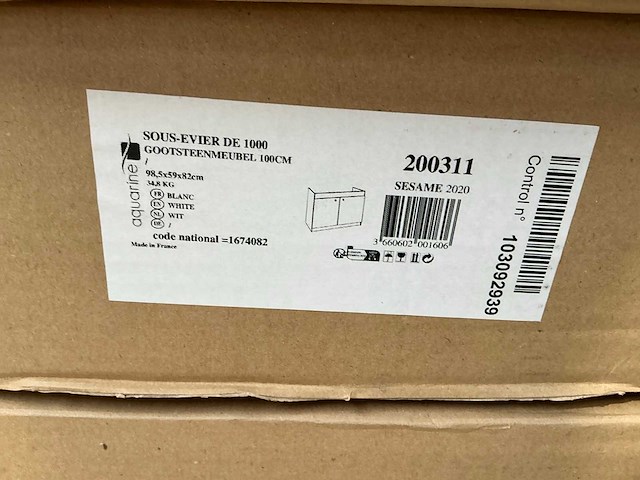 aquarine
SOUS-EVIER DE 1000
GOOTSTEENMEUBEL 100CM
/
98,5x59x82cm
34,8 KG
FR BLANC
EN WHITE
NL WIT
DE /
code national =1674082
Made in France
200311
SESAME 2020
3 660602 001606
Control n° 103092939